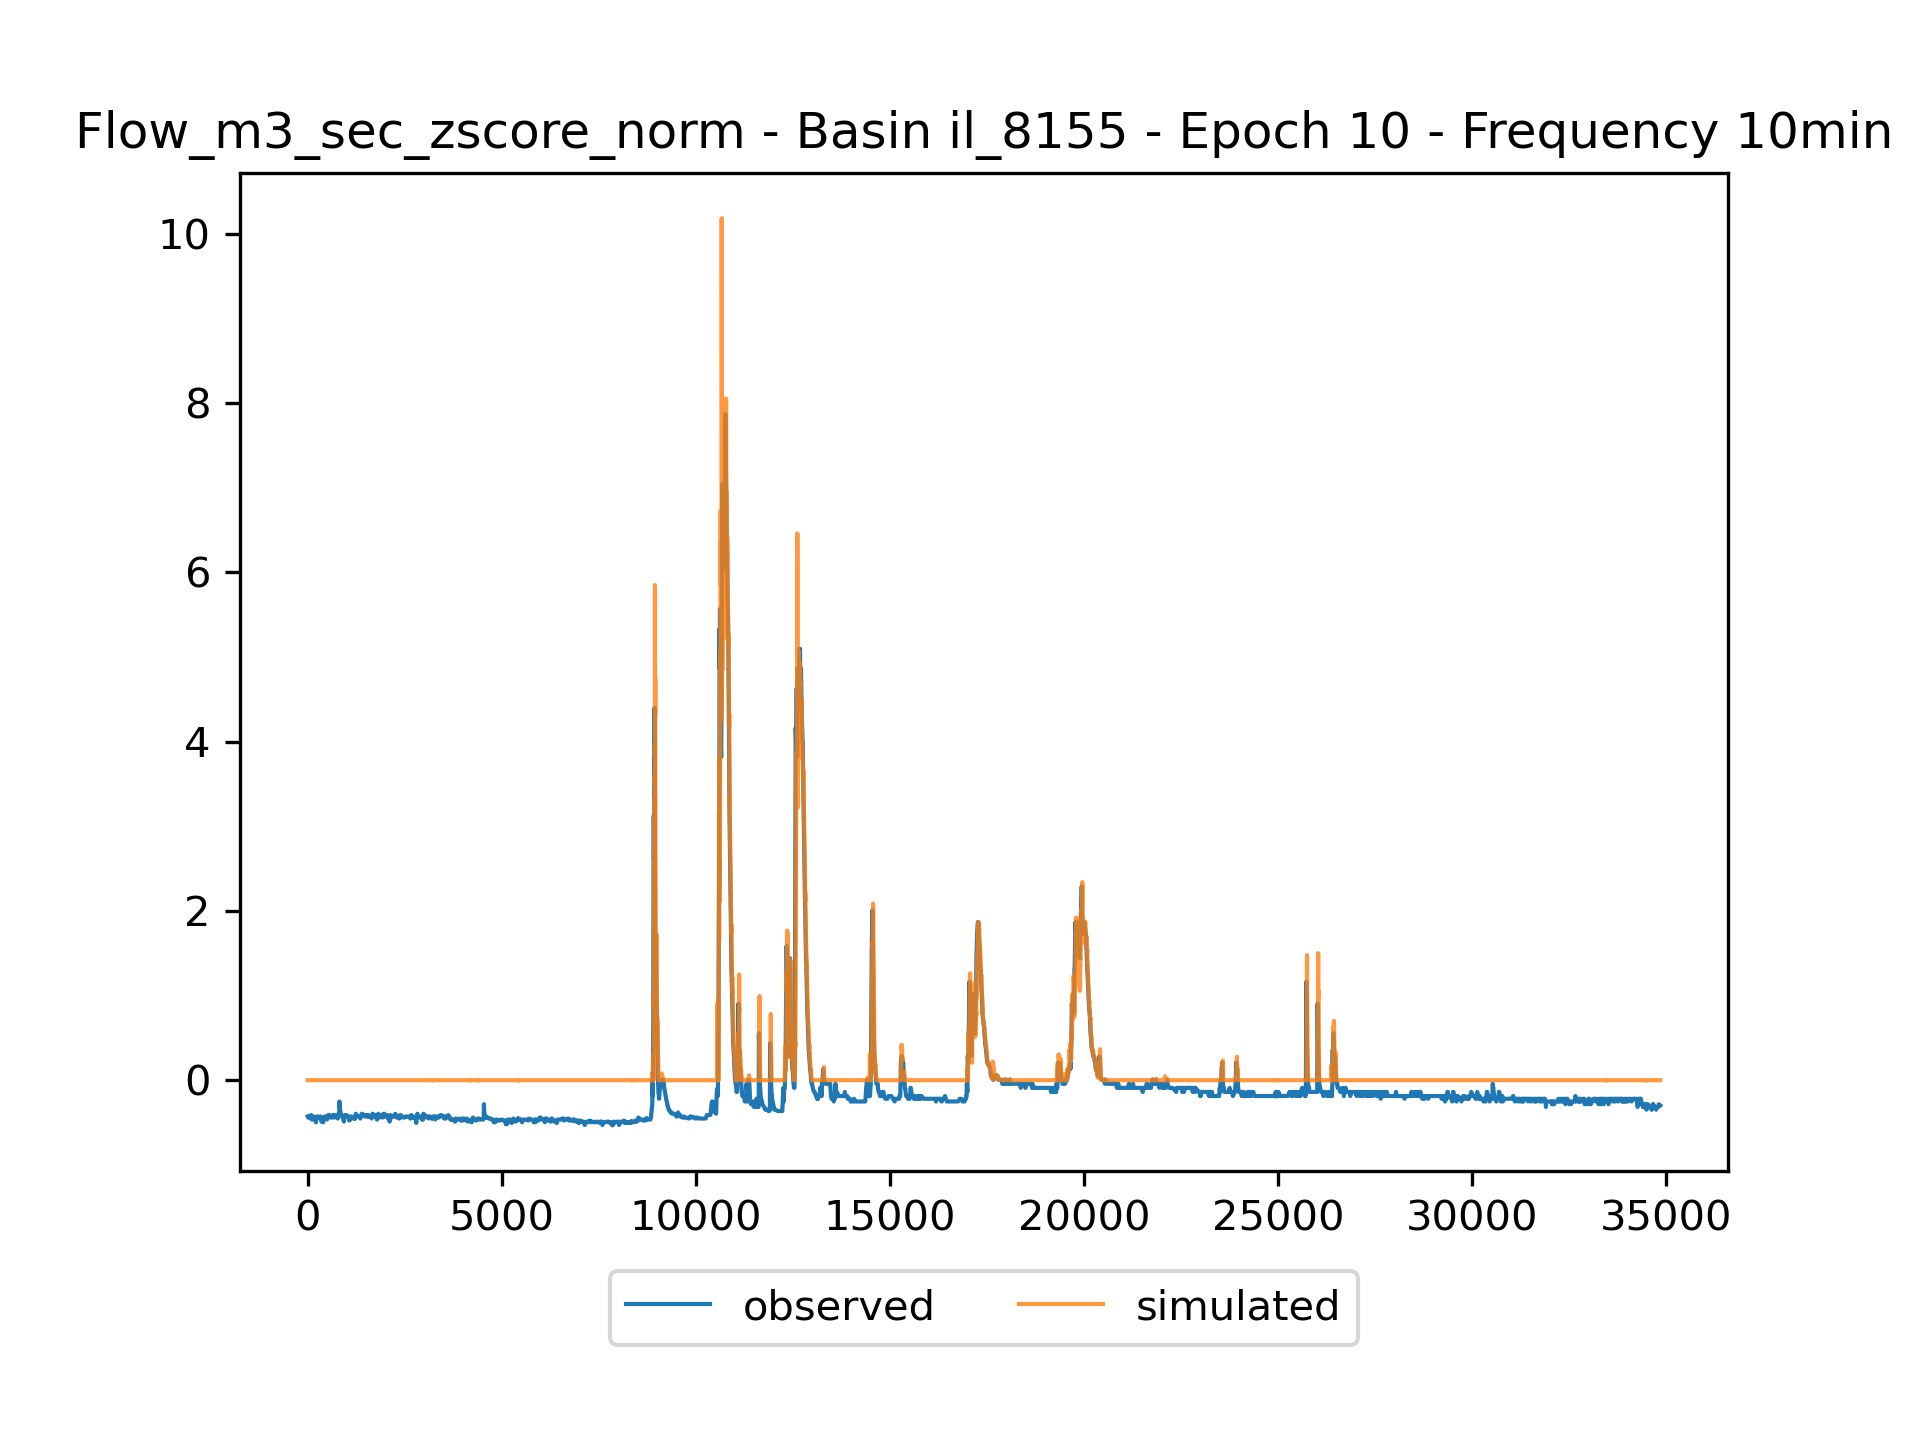 Flow_m3_sec_zscore_norm - Basin il_8155 - Epoch 10 - Frequency 10min
10
8
6
4
2
0
0 5000 10000 15000 20000 25000 30000 35000
observed simulated